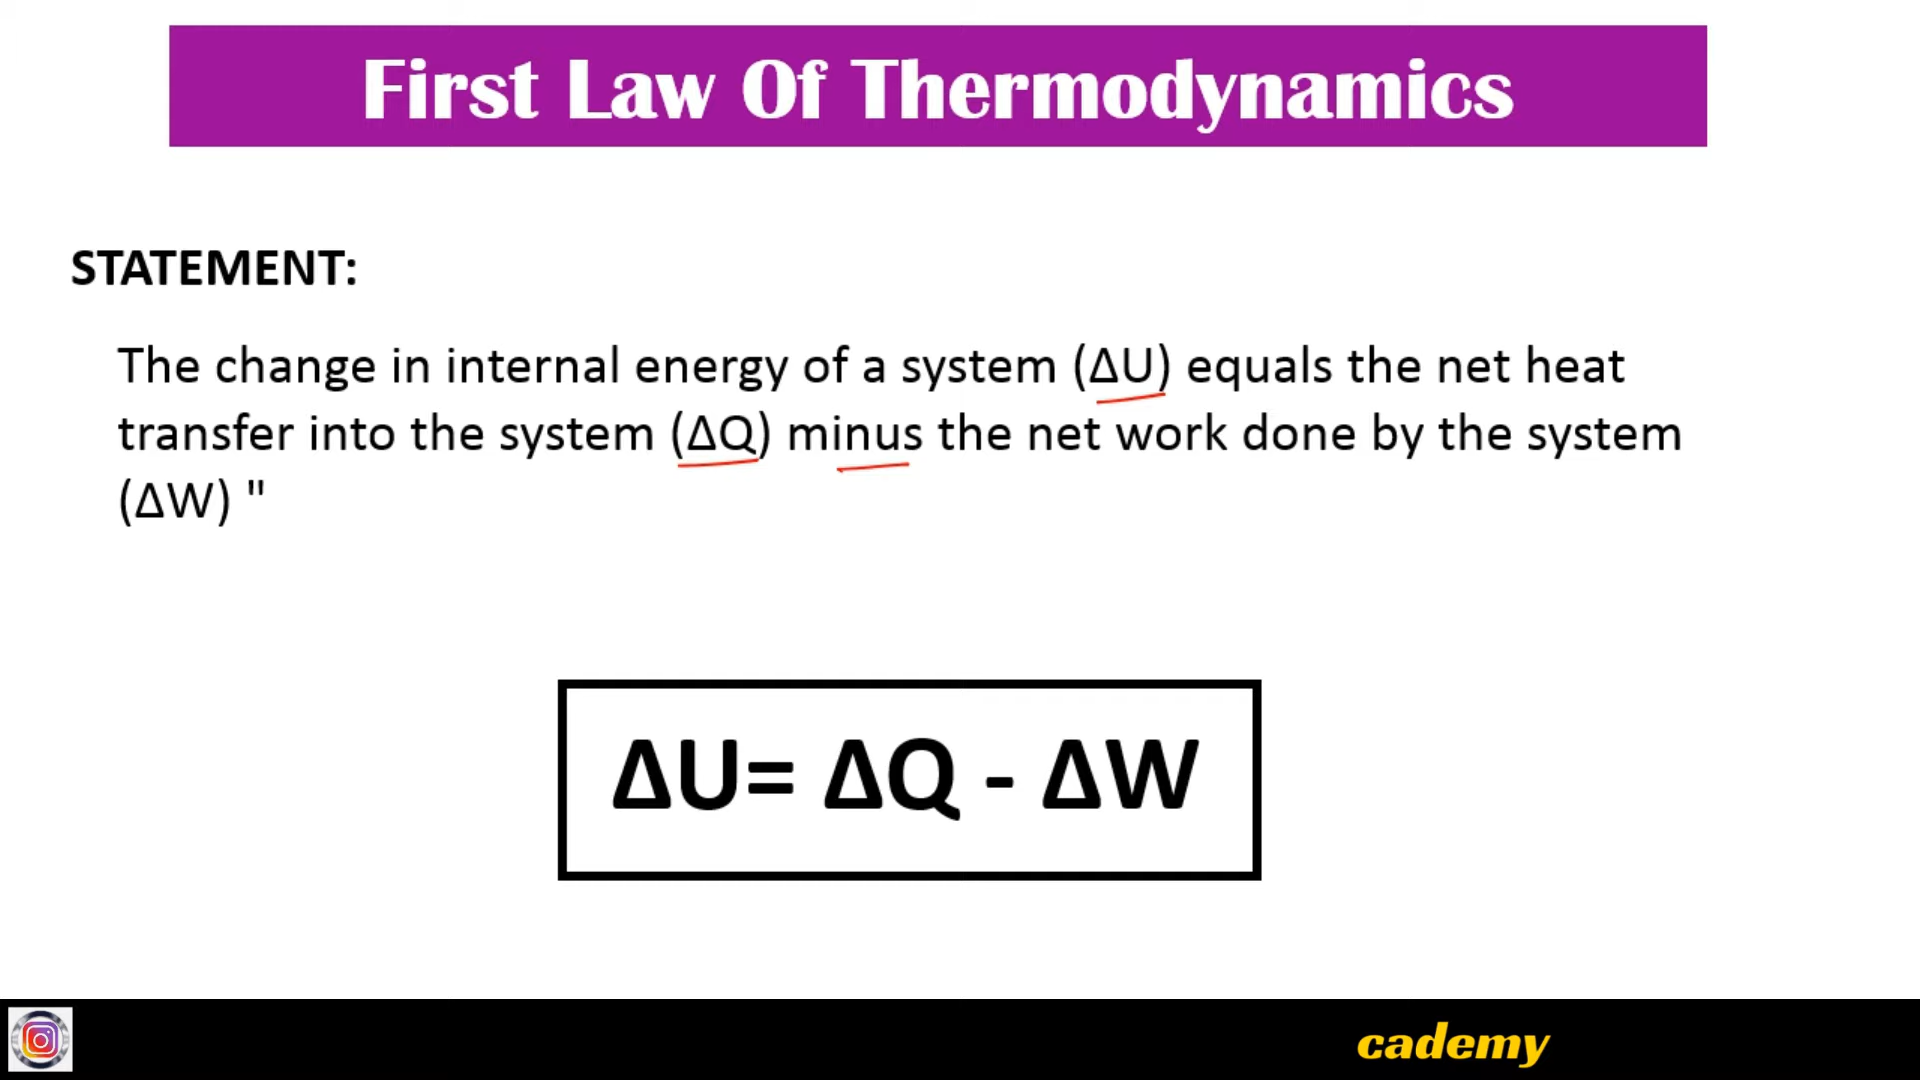 First Law Of Thermodynamics
STATEMENT:
The change in internal energy of a system (ΔU) equals the net heat
transfer into the system (ΔQ) minus the net work done by the system
(ΔW) "
ΔU= ΔQ - ΔW
cademy